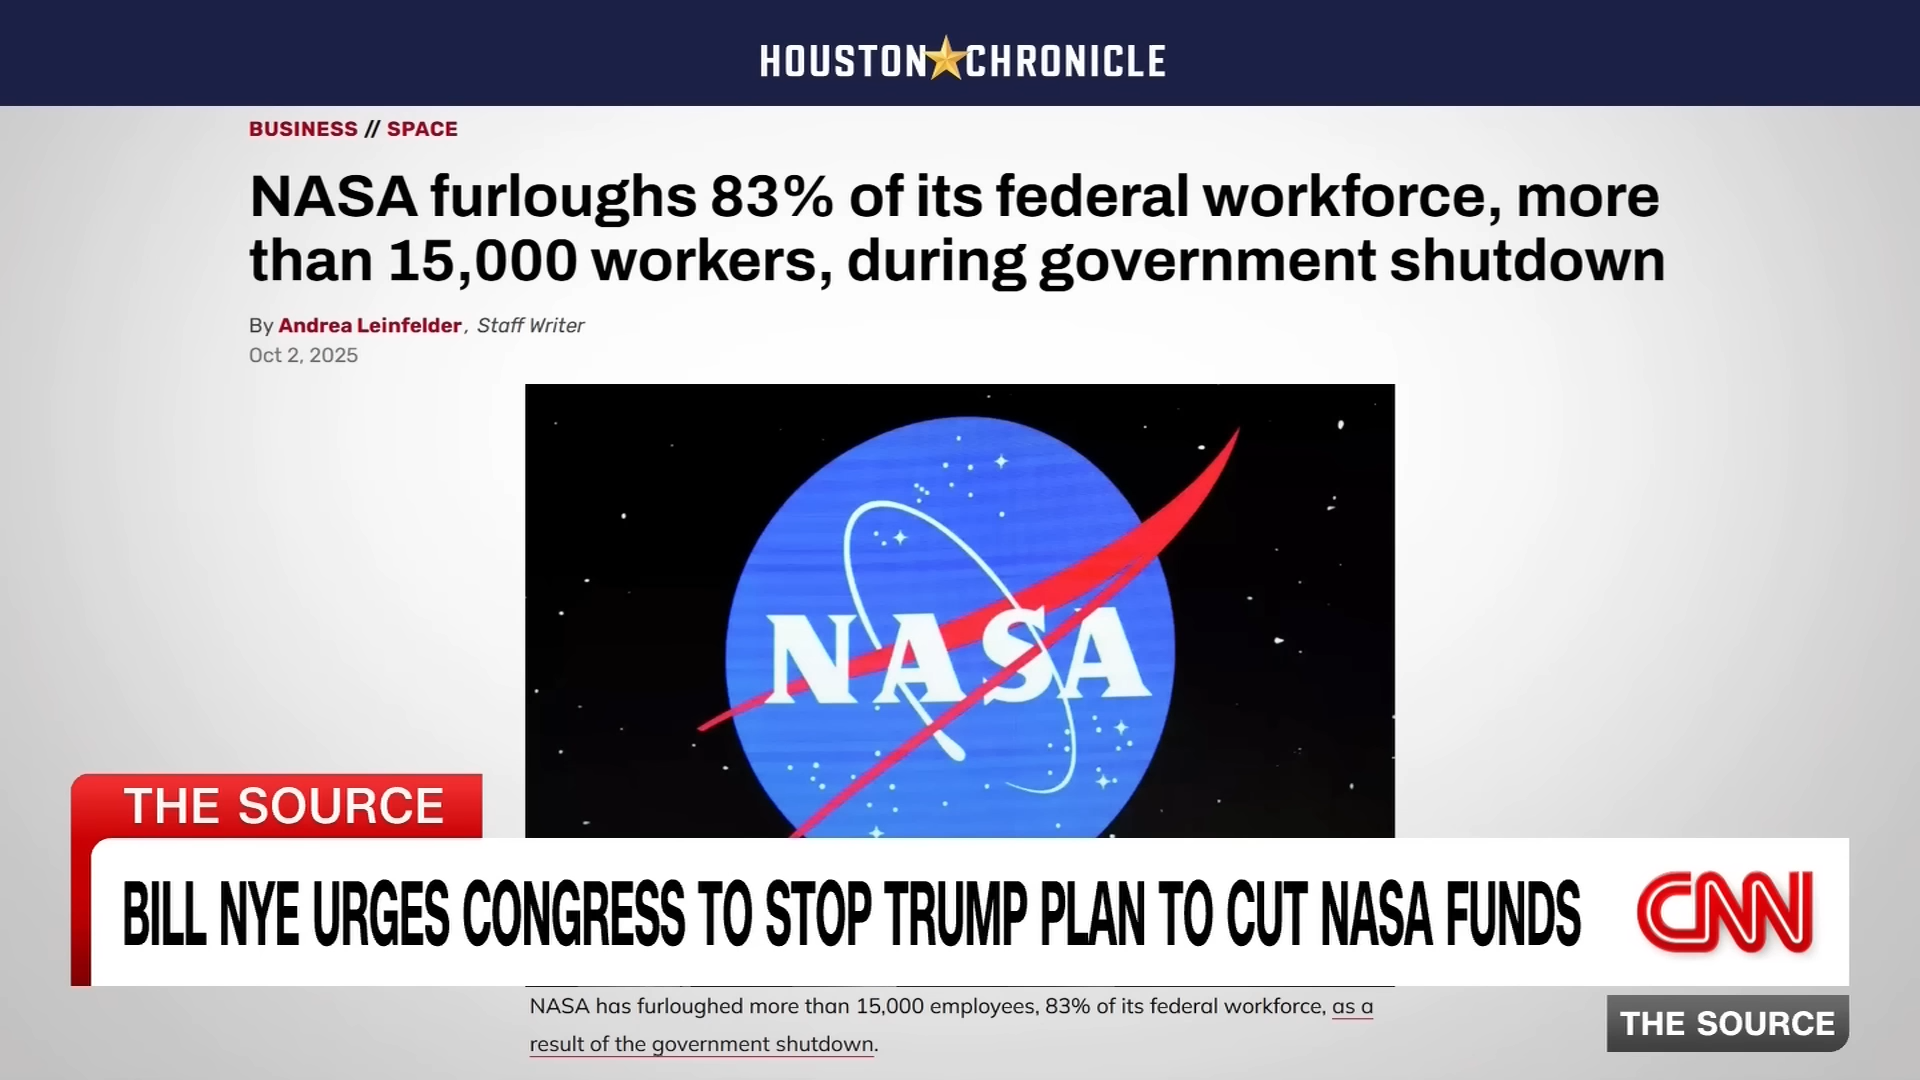 HOUSTON CHRONICLE
BUSINESS // SPACE
NASA furloughs 83% of its federal workforce, more
than 15,000 workers, during government shutdown
By Andrea Leinfelder, Staff Writer
Oct 2, 2025
NASA
THE SOURCE
BILL NYE URGES CONGRESS TO STOP TRUMP PLAN TO CUT NASA FUNDS
CNN
NASA has furloughed more than 15,000 employees, 83% of its federal workforce, as a
result of the government shutdown.
THE SOURCE